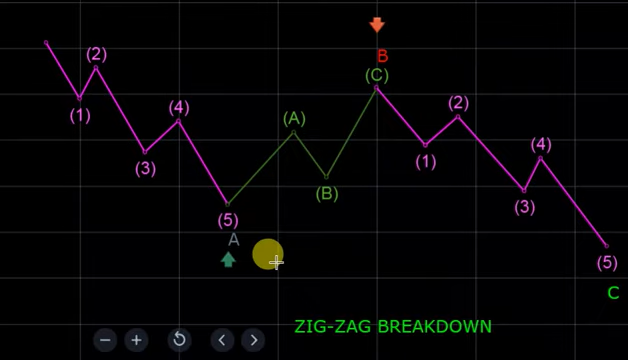 (2)
(1)
(4)
(3)
(5)
A
(A)
(B)
B
(C)
(2)
(1)
(4)
(3)
(5)
C
ZIG-ZAG BREAKDOWN